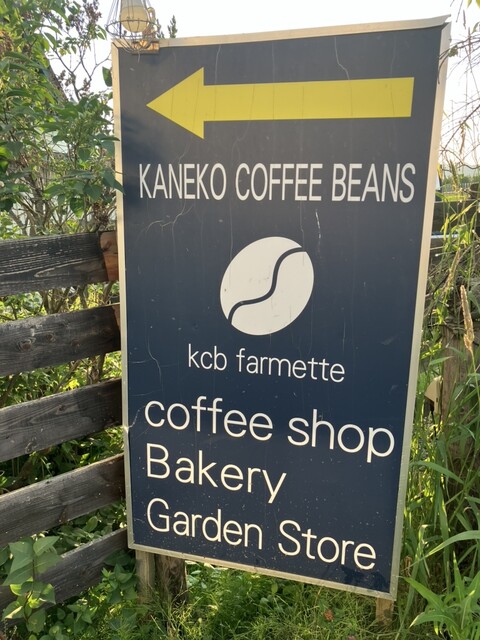 KANEKO COFFEE BEANS
kcb farmette
coffee shop
Bakery
Garden Store